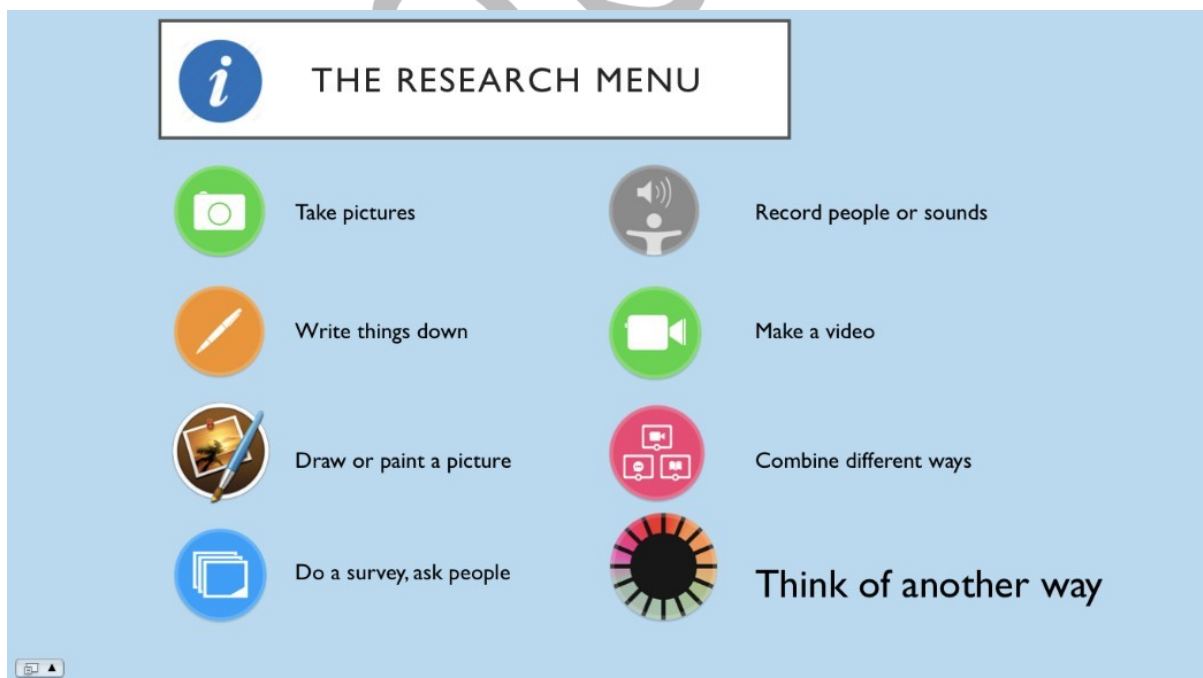 THE RESEARCH MENU
Take pictures
Record people or sounds
Write things down
Make a video
Draw or paint a picture
Combine different ways
Do a survey, ask people
Think of another way